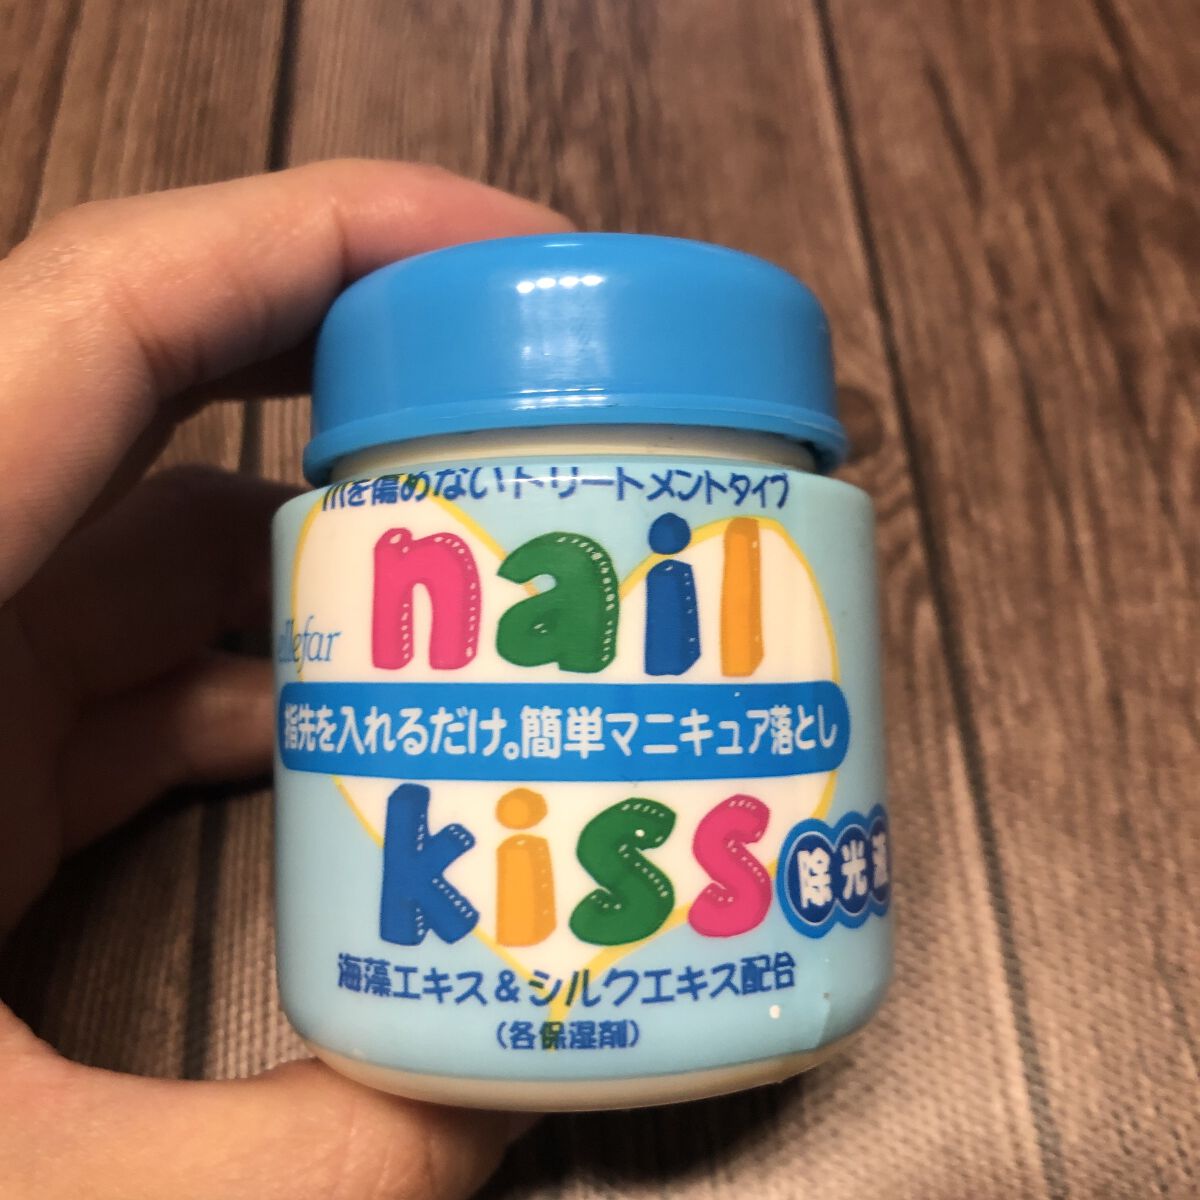 爪を傷めないトリートメントタイプ
nail
ellefar
指先を入れるだけ。簡単マニキュア落とし
kiss
除光液
海藻エキス&シルクエキス配合
(各保湿剤)